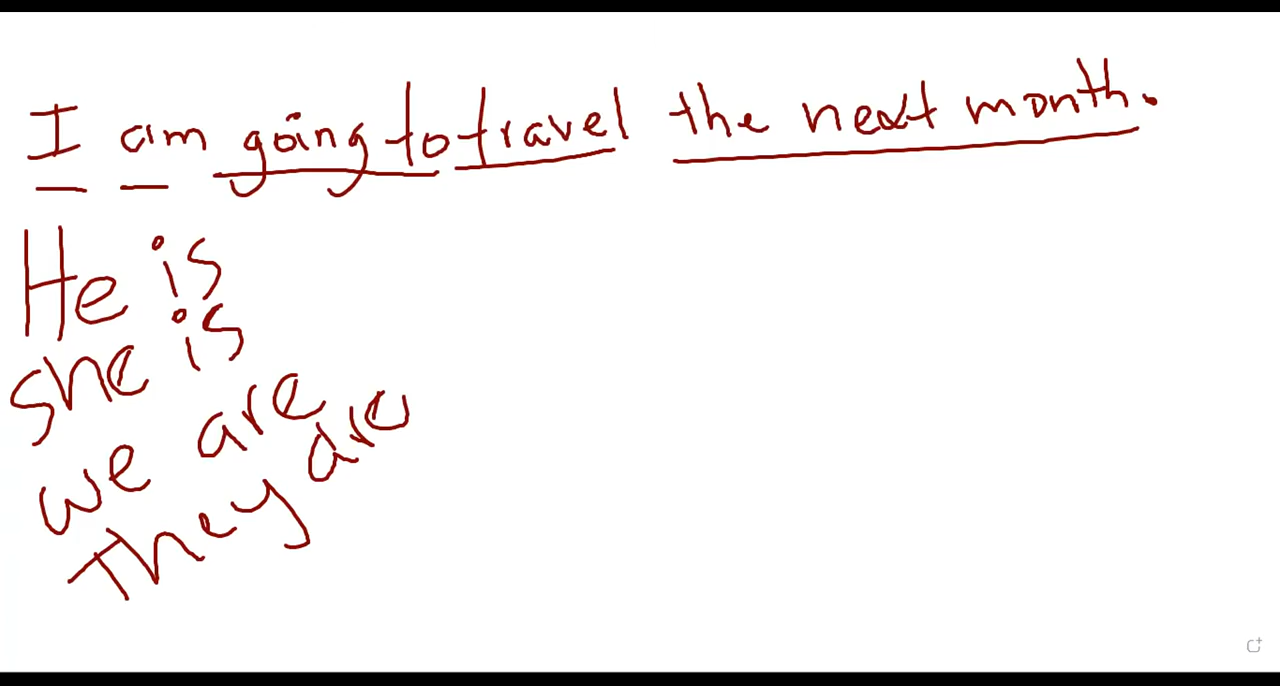 I am going to travel the next month.
He is
she is
we are
They are